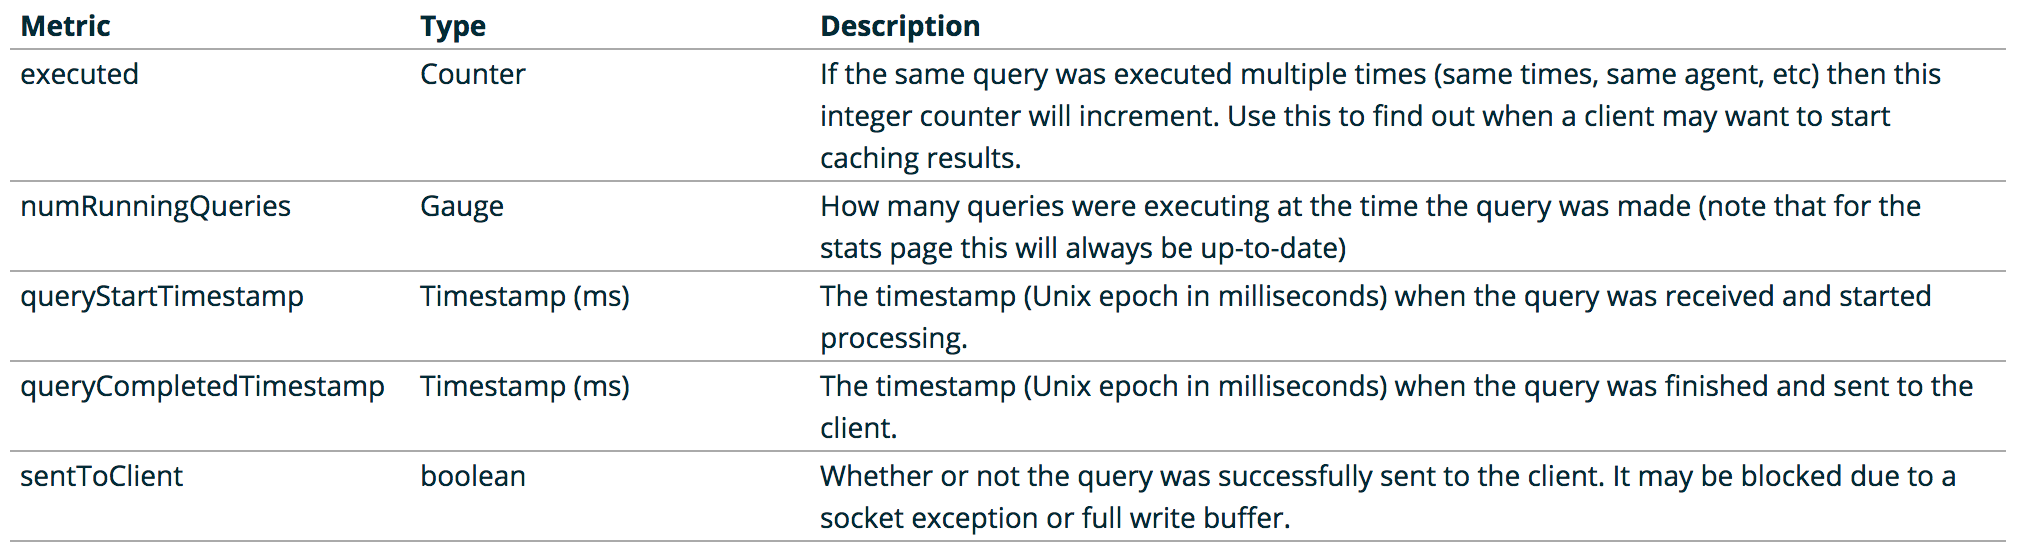 Metric Type Description
executed Counter If the same query was executed multiple times (same times, same agent, etc) then this
integer counter will increment. Use this to find out when a client may want to start
caching results.
numRunningQueries Gauge How many queries were executing at the time the query was made (note that for the
stats page this will always be up-to-date)
queryStartTimestamp Timestamp (ms) The timestamp (Unix epoch in milliseconds) when the query was received and started
processing.
queryCompletedTimestamp Timestamp (ms) The timestamp (Unix epoch in milliseconds) when the query was finished and sent to the
client.
sentToClient boolean Whether or not the query was successfully sent to the client. It may be blocked due to a
socket exception or full write buffer.